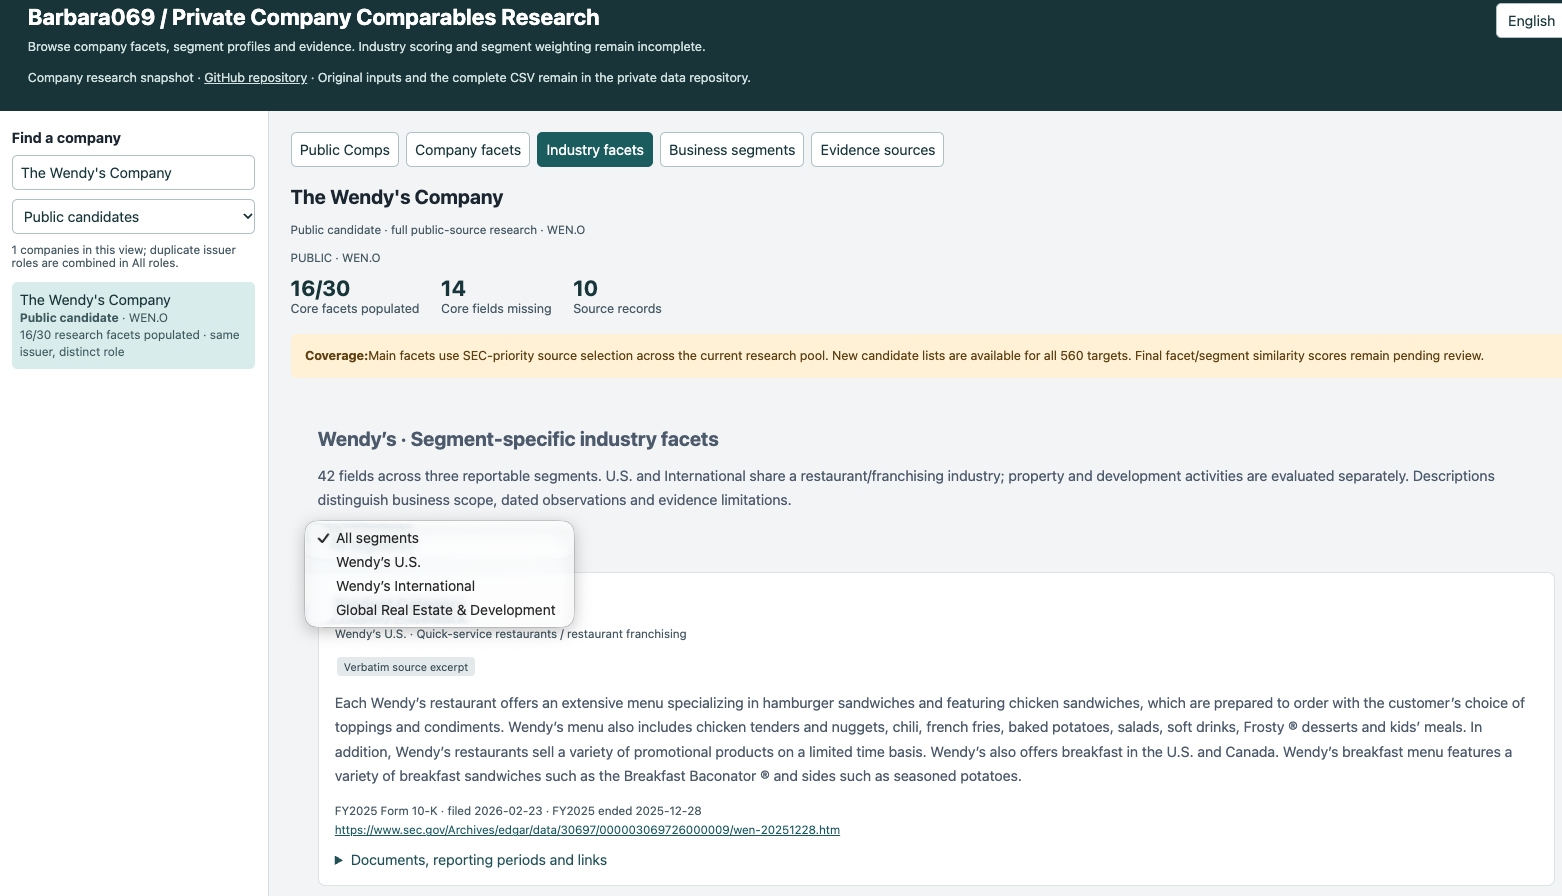 Barbara069 / Private Company Comparables Research
Browse company facets, segment profiles and evidence. Industry scoring and segment weighting remain incomplete.
Company research snapshot · GitHub repository · Original inputs and the complete CSV remain in the private data repository.
English
Find a company
The Wendy's Company
Public candidates
1 companies in this view; duplicate issuer
roles are combined in All roles.
The Wendy's Company
Public candidate · WEN.O
16/30 research facets populated · same
issuer, distinct role
Public Comps
Company facets
Industry facets
Business segments
Evidence sources
The Wendy's Company
Public candidate · full public-source research · WEN.O
PUBLIC · WEN.O
16/30
Core facets populated
14
Core fields missing
10
Source records
Coverage:Main facets use SEC-priority source selection across the current research pool. New candidate lists are available for all 560 targets. Final facet/segment similarity scores remain pending review.
Wendy’s · Segment-specific industry facets
42 fields across three reportable segments. U.S. and International share a restaurant/franchising industry; property and development activities are evaluated separately. Descriptions
distinguish business scope, dated observations and evidence limitations.
✓ All segments
Wendy’s U.S.
Wendy’s International
Global Real Estate & Development
Wendy’s U.S. · Quick-service restaurants / restaurant franchising
Verbatim source excerpt
Each Wendy’s restaurant offers an extensive menu specializing in hamburger sandwiches and featuring chicken sandwiches, which are prepared to order with the customer’s choice of
toppings and condiments. Wendy’s menu also includes chicken tenders and nuggets, chili, french fries, baked potatoes, salads, soft drinks, Frosty ® desserts and kids’ meals. In
addition, Wendy’s restaurants sell a variety of promotional products on a limited time basis. Wendy’s also offers breakfast in the U.S. and Canada. Wendy’s breakfast menu features a
variety of breakfast sandwiches such as the Breakfast Baconator ® and sides such as seasoned potatoes.
FY2025 Form 10-K · filed 2026-02-23 · FY2025 ended 2025-12-28
https://www.sec.gov/Archives/edgar/data/30697/000003069726000009/wen-20251228.htm
▶ Documents, reporting periods and links